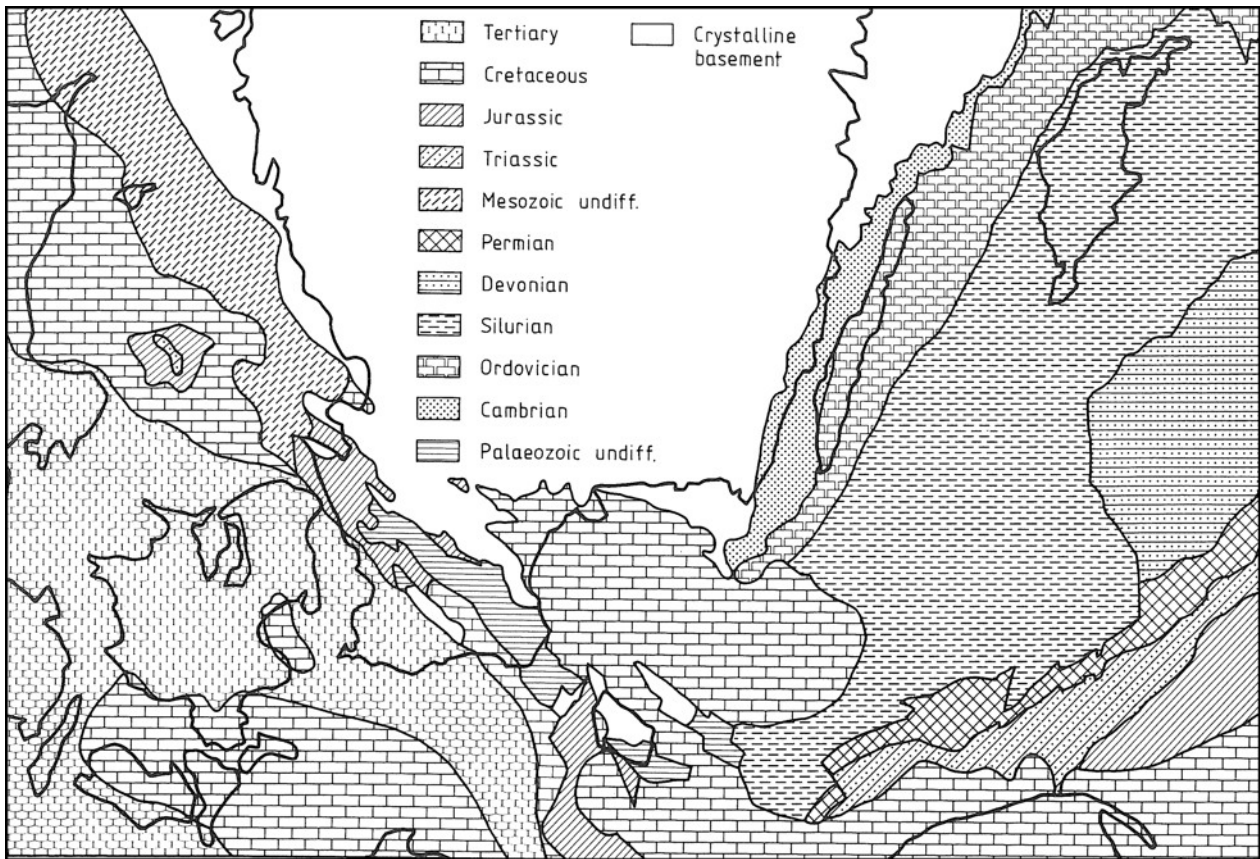 Tertiary
Cretaceous
Jurassic
Triassic
Mesozoic undiff.
Permian
Devonian
Silurian
Ordovician
Cambrian
Palaeozoic undiff.
Crystalline
basement